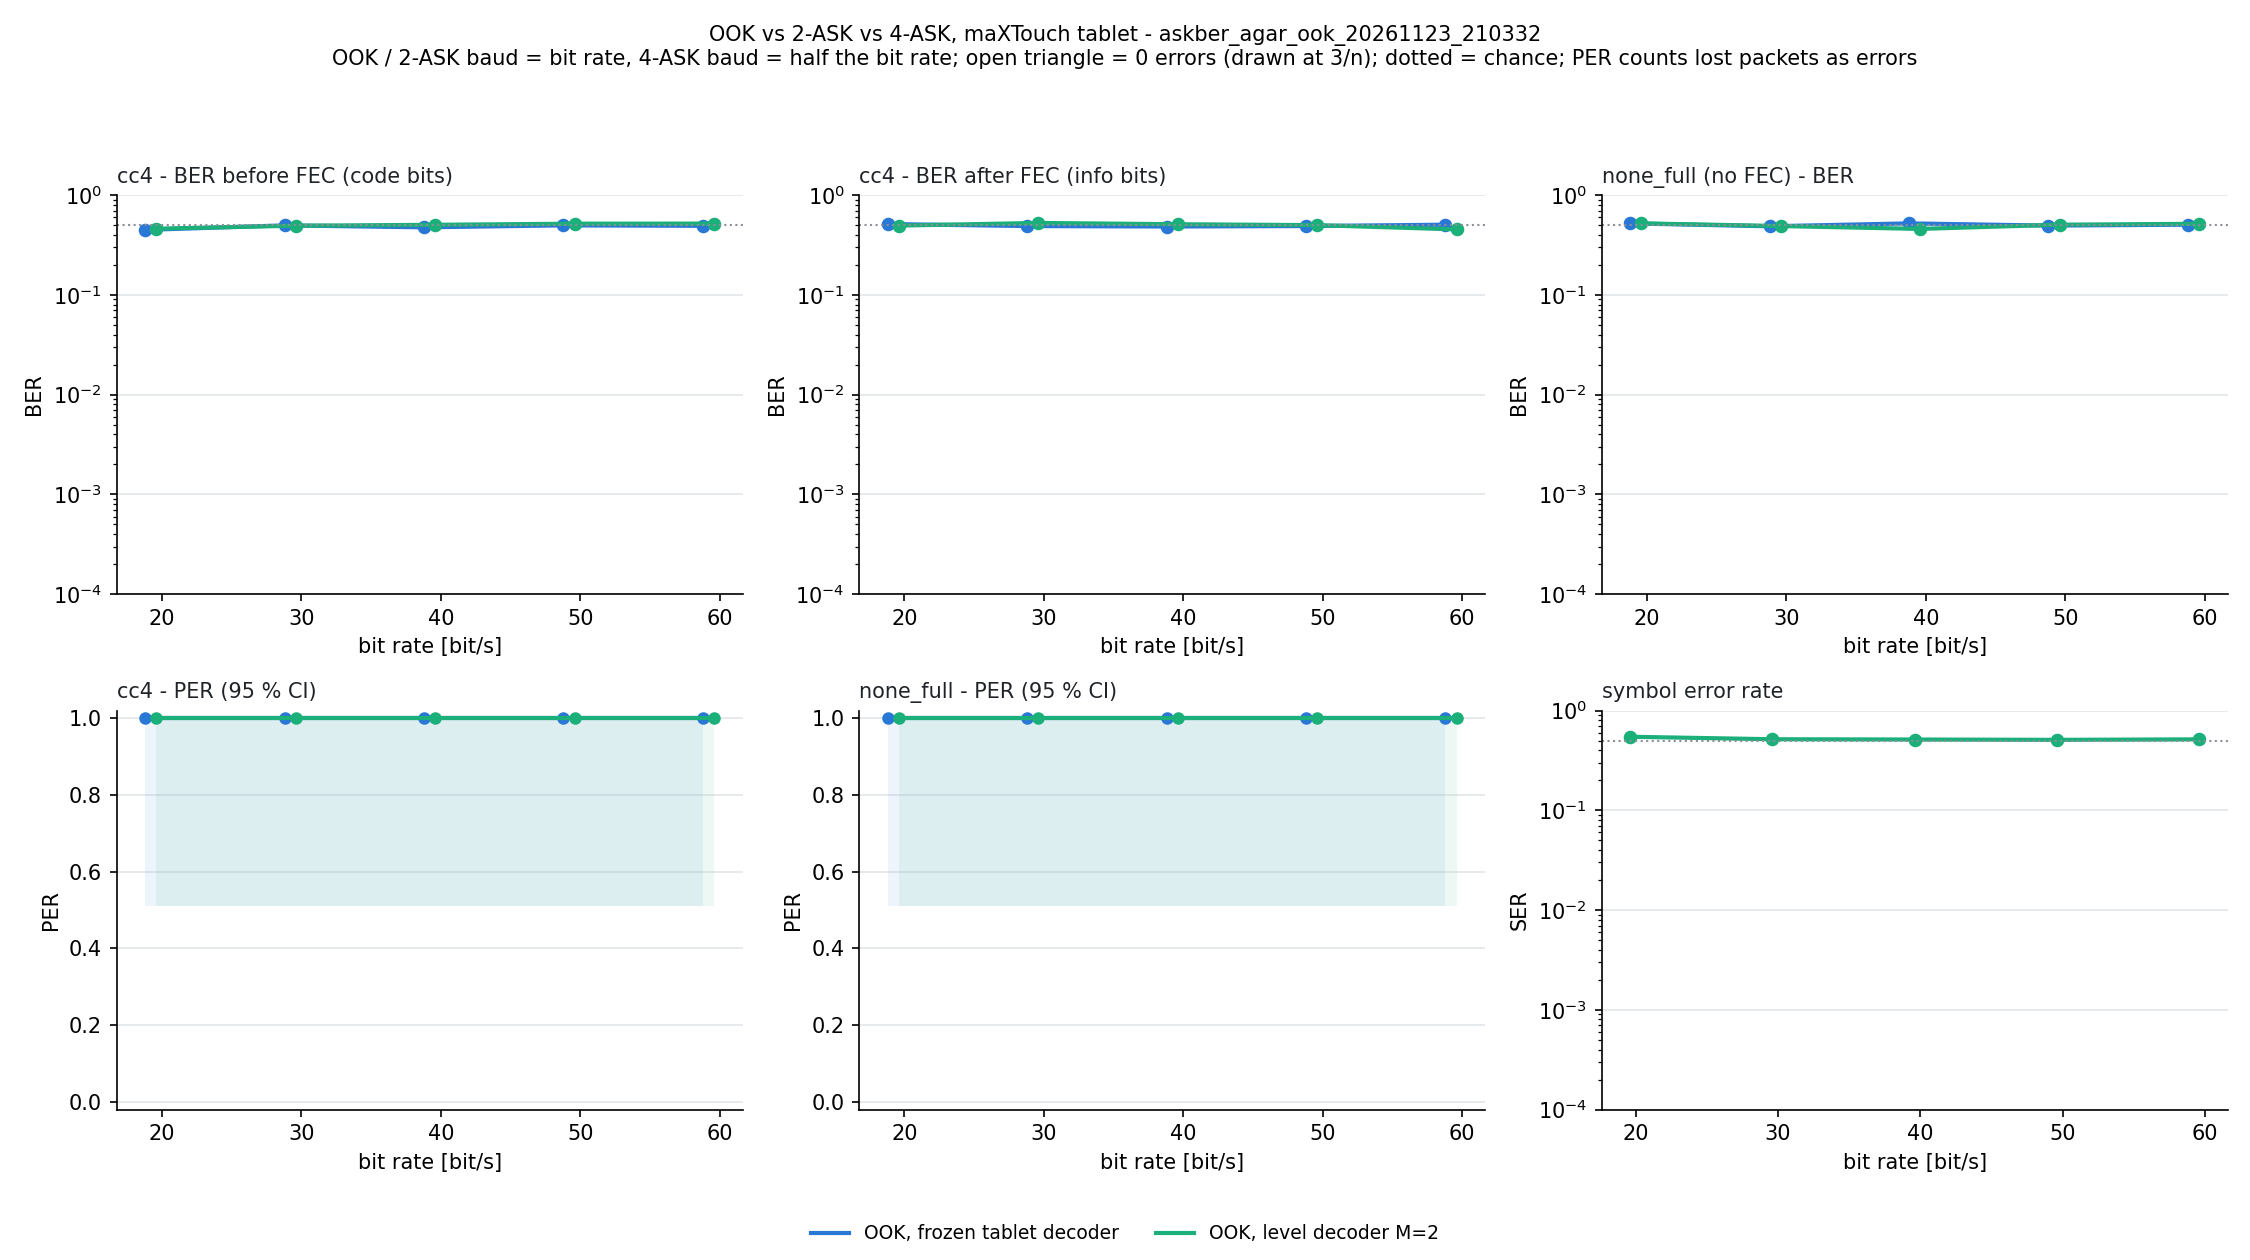 OOK vs 2-ASK vs 4-ASK, maXTouch tablet - askber_agar_ook_20261123_210332
OOK / 2-ASK baud = bit rate, 4-ASK baud = half the bit rate; open triangle = 0 errors (drawn at 3/n); dotted = chance; PER counts lost packets as errors
cc4 - BER before FEC (code bits)
10⁰
10⁻¹
10⁻²
10⁻³
10⁻⁴
BER
20 30 40 50 60
bit rate [bit/s]
cc4 - BER after FEC (info bits)
10⁰
10⁻¹
10⁻²
10⁻³
10⁻⁴
BER
20 30 40 50 60
bit rate [bit/s]
none_full (no FEC) - BER
10⁰
10⁻¹
10⁻²
10⁻³
10⁻⁴
BER
20 30 40 50 60
bit rate [bit/s]
cc4 - PER (95 % CI)
1.0
0.8
0.6
0.4
0.2
0.0
PER
20 30 40 50 60
bit rate [bit/s]
none_full - PER (95 % CI)
1.0
0.8
0.6
0.4
0.2
0.0
PER
20 30 40 50 60
bit rate [bit/s]
symbol error rate
10⁰
10⁻¹
10⁻²
10⁻³
10⁻⁴
SER
20 30 40 50 60
bit rate [bit/s]
OOK, frozen tablet decoder
OOK, level decoder M=2